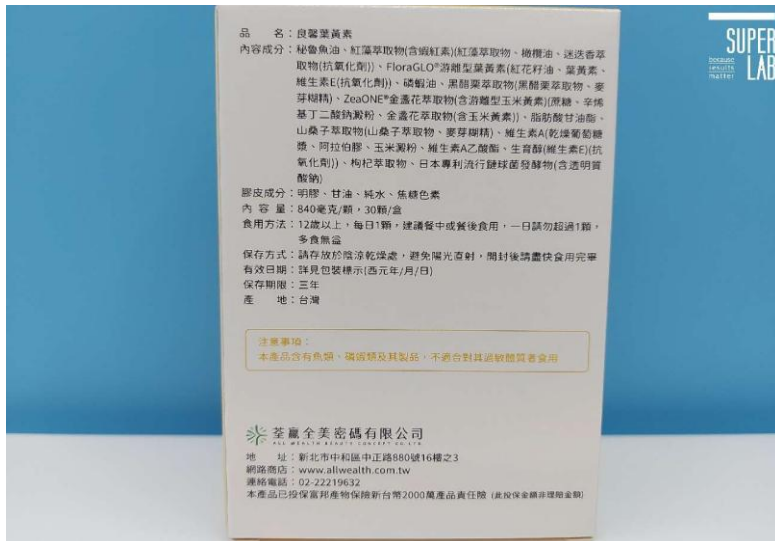 品　　名：良馨葉黃素
內容成分：秘魯魚油、紅藻萃取物(含蝦紅素)(紅藻萃取物、橄欖油、迷迭香萃
取物(抗氧化劑))、FloraGLO®游離型葉黃素(紅花籽油、葉黃素、
維生素E(抗氧化劑))、磷蝦油、黑醋栗萃取物(黑醋栗萃取物、麥
芽糊精)、ZeaONE®金盞花萃取物(含游離型玉米黃素)(蔗糖、辛烯
基丁二酸鈉澱粉、金盞花萃取物(含玉米黃素))、脂肪酸甘油酯、
山桑子萃取物(山桑子萃取物、麥芽糊精)、維生素A(乾燥葡萄糖
漿、阿拉伯膠、玉米澱粉、維生素A乙酸酯、生育醇(維生素E)(抗
氧化劑))、枸杞萃取物、日本專利流行鏈球菌發酵物(含透明質
酸鈉)
膠皮成分：明膠、甘油、純水、焦糖色素
內 容 量：840毫克/顆，30顆/盒
食用方法：12歲以上，每日1顆，建議餐中或餐後食用，一日請勿超過1顆，
多食無益
保存方式：請存放於陰涼乾燥處，避免陽光直射，開封後請盡快食用完畢
有效日期：詳見包裝標示(西元年/月/日)
保存期限：三年
產　　地：台灣
注意事項：
本產品含有魚類、磷蝦類及其製品，不適合對其過敏體質者食用
荃贏全美密碼有限公司
ALL WEALTH BEAUTY CONCEPT CO.,LTD.
地　　址：新北市中和區中正路880號16樓之3
網路商店：www.allwealth.com.tw
連絡電話：02-22219632
本產品已投保富邦產物保險新台幣2000萬產品責任險 (此投保金額非理賠金額)
SUPER
because
results
matter
LAB